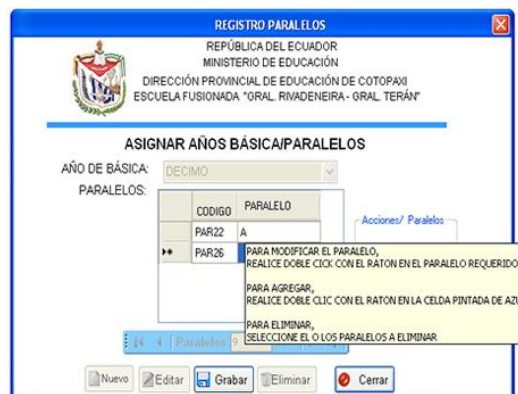 REGISTRO PARALELOS
REPÚBLICA DEL ECUADOR
MINISTERIO DE EDUCACIÓN
DIRECCIÓN PROVINCIAL DE EDUCACIÓN DE COTOPAXI
ESCUELA FUSIONADA "GRAL. RIVADENEIRA - GRAL. TERÁN"
ASIGNAR AÑOS BÁSICA/PARALELOS
AÑO DE BÁSICA: DECIMO
PARALELOS:
CODIGO PARALELO
Acciones/ Paralelos
PAR22 A
PAR26
PARA MODIFICAR EL PARALELO,
REALICE DOBLE CICK CON EL RATON EN EL PARALELO REQUERIDO
PARA AGREGAR,
REALICE DOBLE CLIC CON EL RATON EN LA CELDA PINTADA DE AZU
PARA ELIMINAR,
SELECCIONE EL O LOS PARALELOS A ELIMINAR
Paralelos 9
Nuevo Editar Grabar Eliminar Cerrar